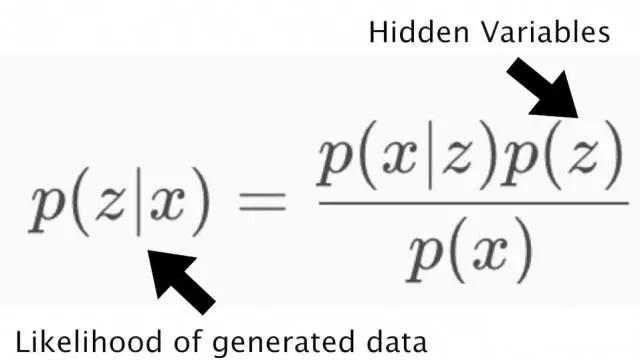 Hidden Variables
p(z|x) = p(x|z)p(z) / p(x)
Likelihood of generated data